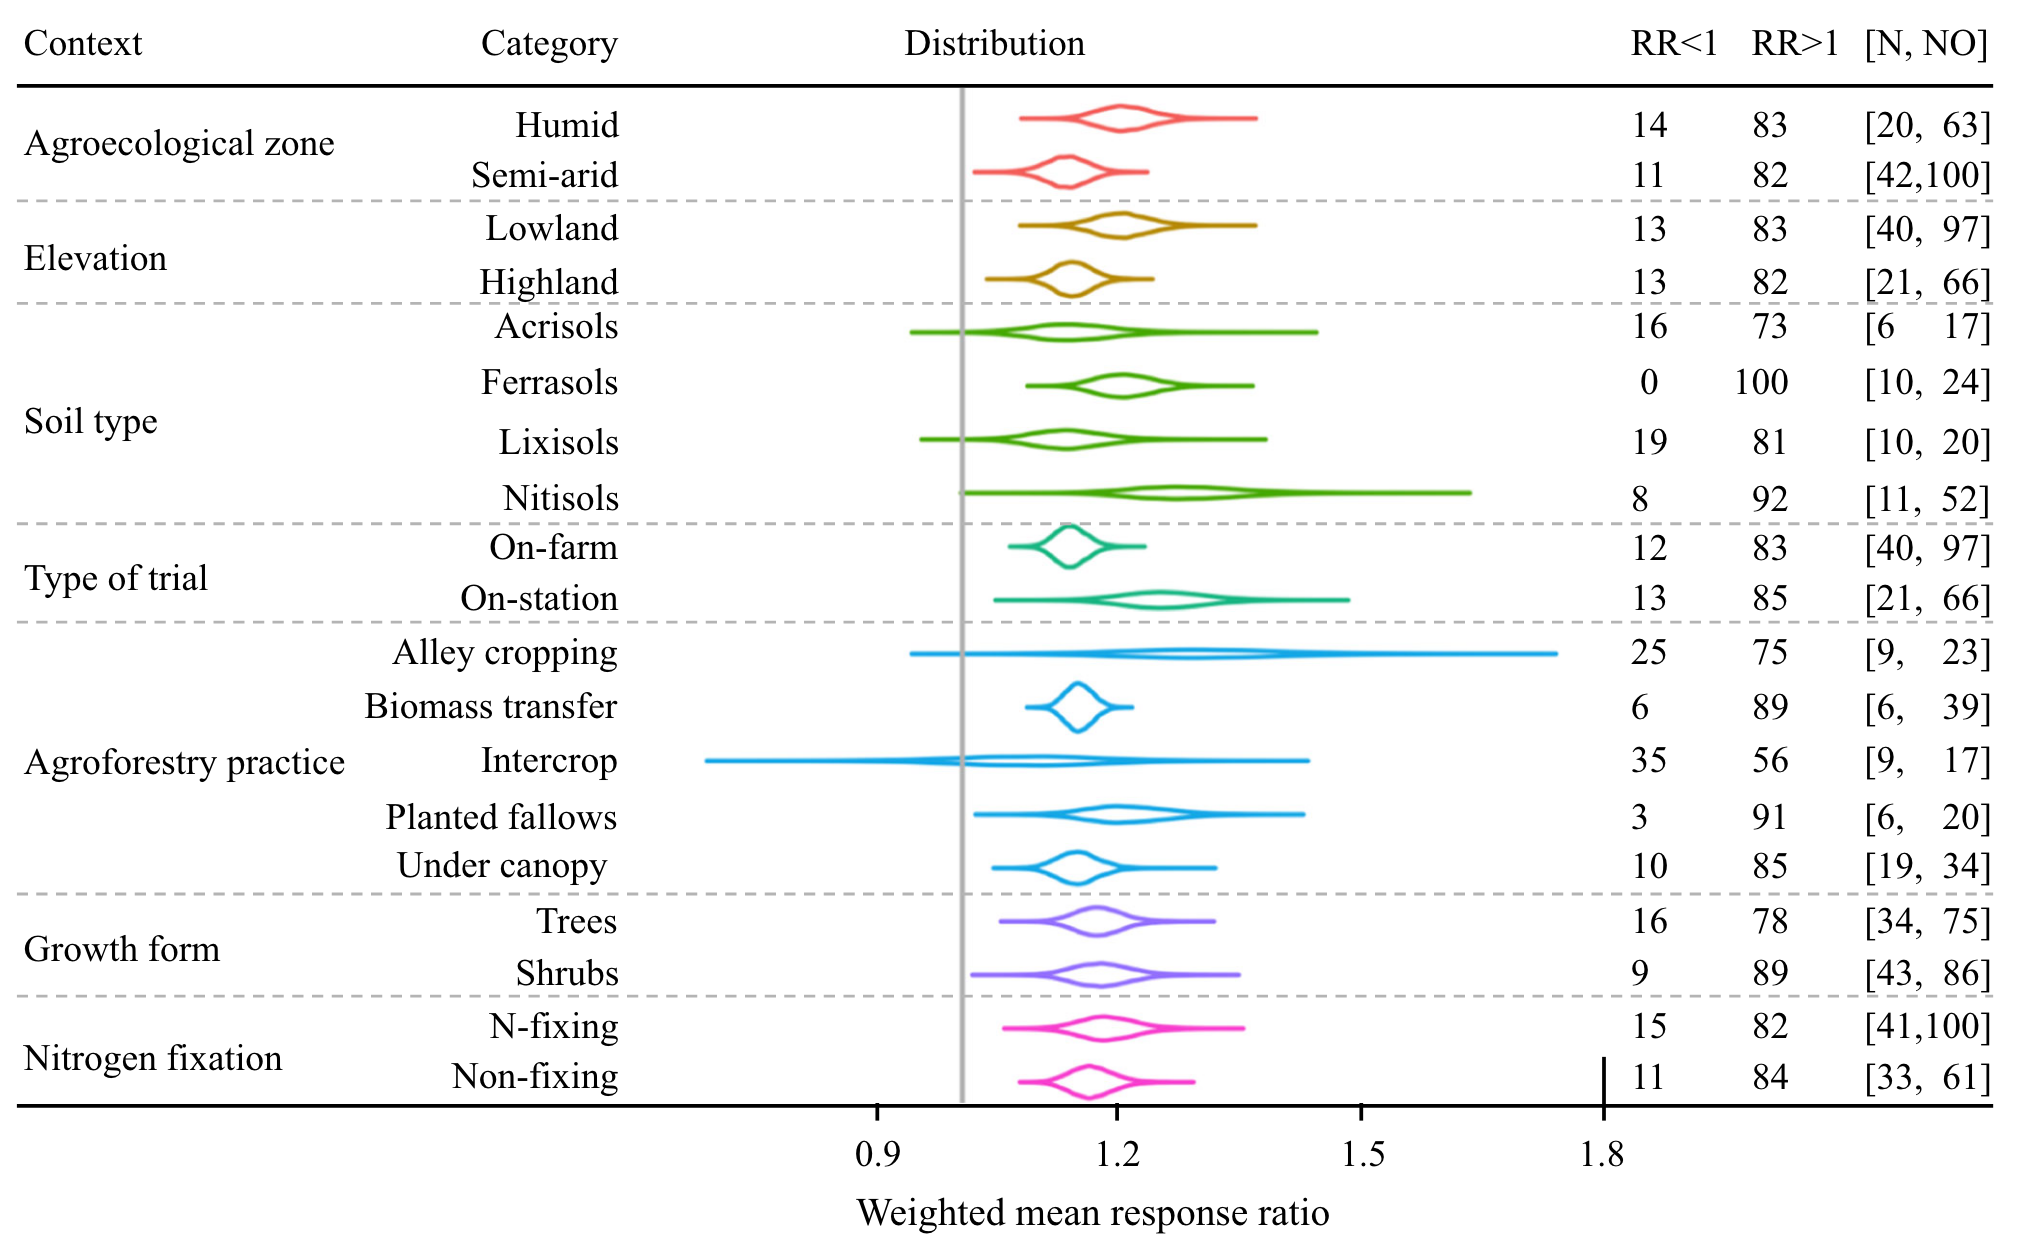 Context Category Distribution RR<1 RR>1 [N, NO]
Agroecological zone
Humid 14 83 [20, 63]
Semi-arid 11 82 [42,100]
Elevation
Lowland 13 83 [40, 97]
Highland 13 82 [21, 66]
Soil type
Acrisols 16 73 [6 17]
Ferrasols 0 100 [10, 24]
Lixisols 19 81 [10, 20]
Nitisols 8 92 [11, 52]
Type of trial
On-farm 12 83 [40, 97]
On-station 13 85 [21, 66]
Agroforestry practice
Alley cropping 25 75 [9, 23]
Biomass transfer 6 89 [6, 39]
Intercrop 35 56 [9, 17]
Planted fallows 3 91 [6, 20]
Under canopy 10 85 [19, 34]
Growth form
Trees 16 78 [34, 75]
Shrubs 9 89 [43, 86]
Nitrogen fixation
N-fixing 15 82 [41,100]
Non-fixing 11 84 [33, 61]
0.9 1.2 1.5 1.8
Weighted mean response ratio